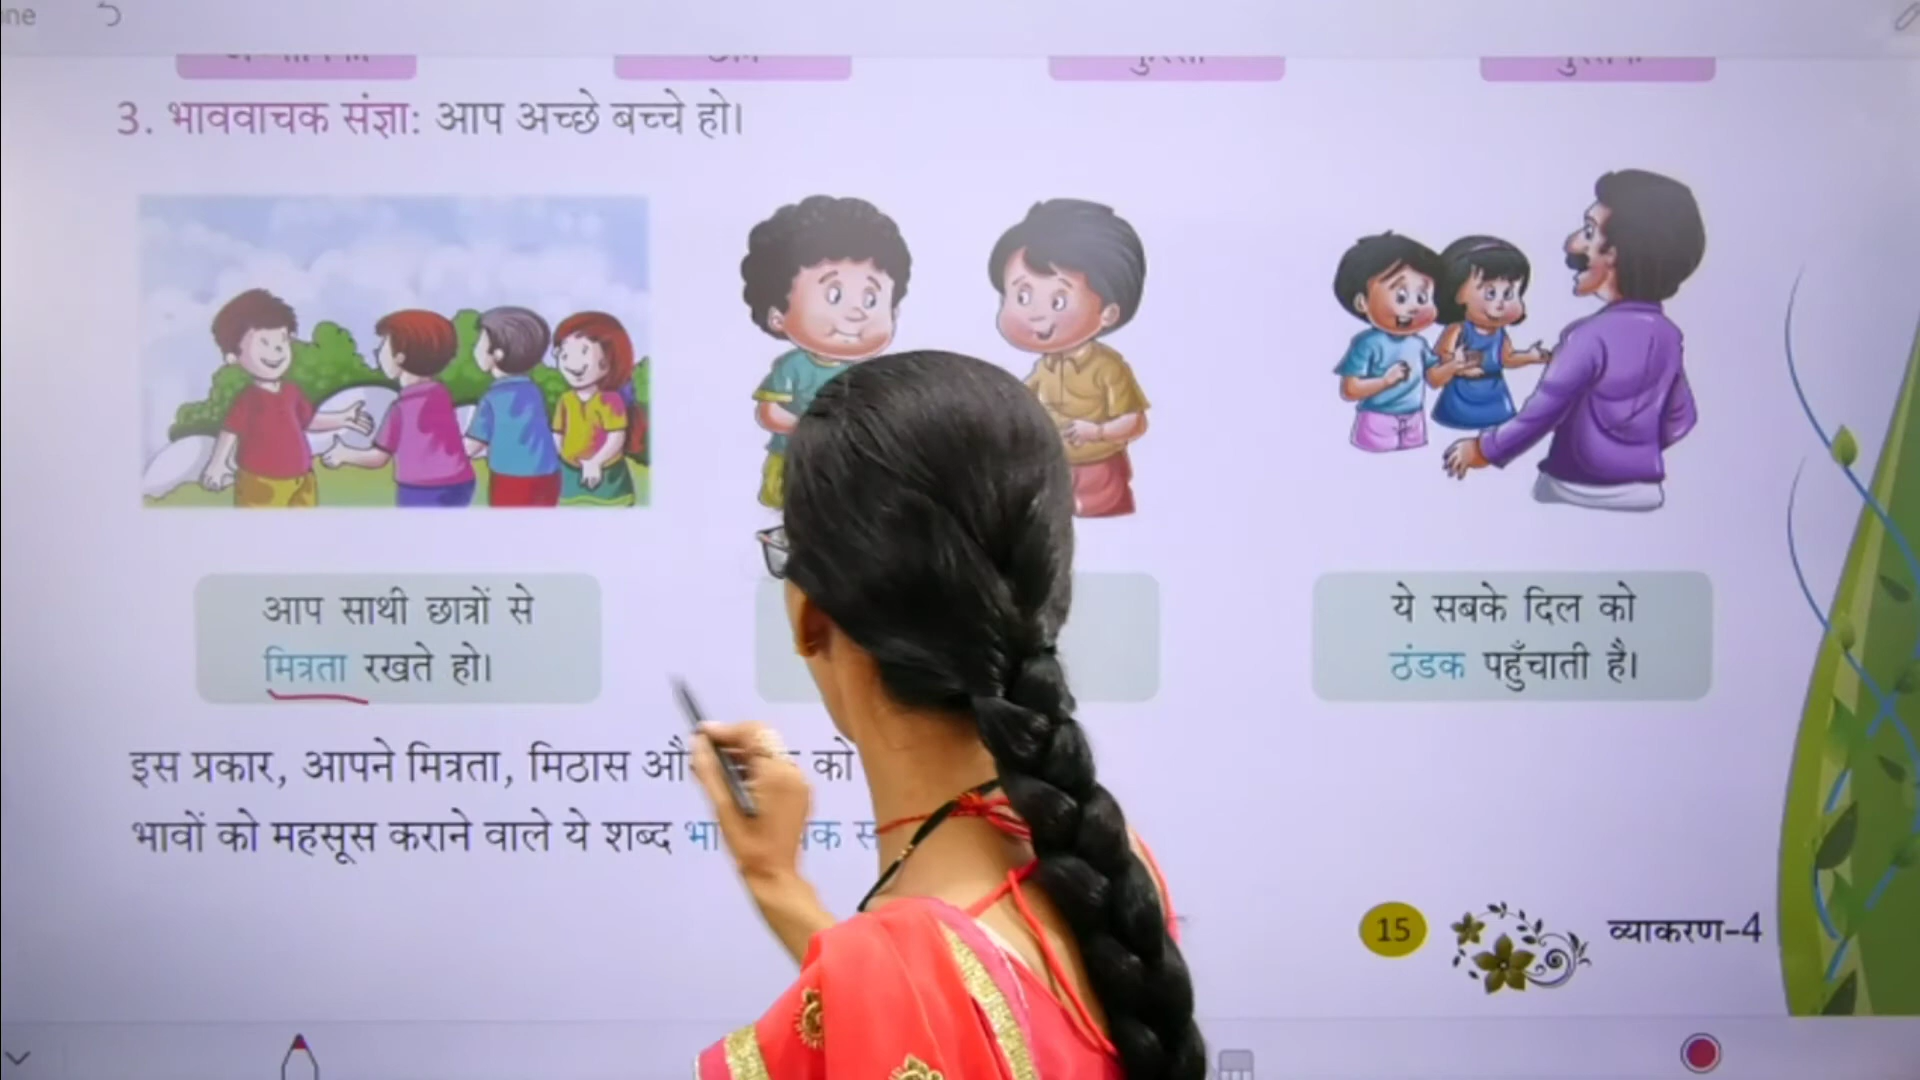 3. भाववाचक संज्ञा: आप अच्छे बच्चे हो।
आप साथी छात्रों से
मित्रता रखते हो।
ये सबके दिल को
ठंडक पहुँचाती है।
इस प्रकार, आपने मित्रता, मिठास को
भावों को महसूस कराने वाले ये शब्द
15
व्याकरण-4